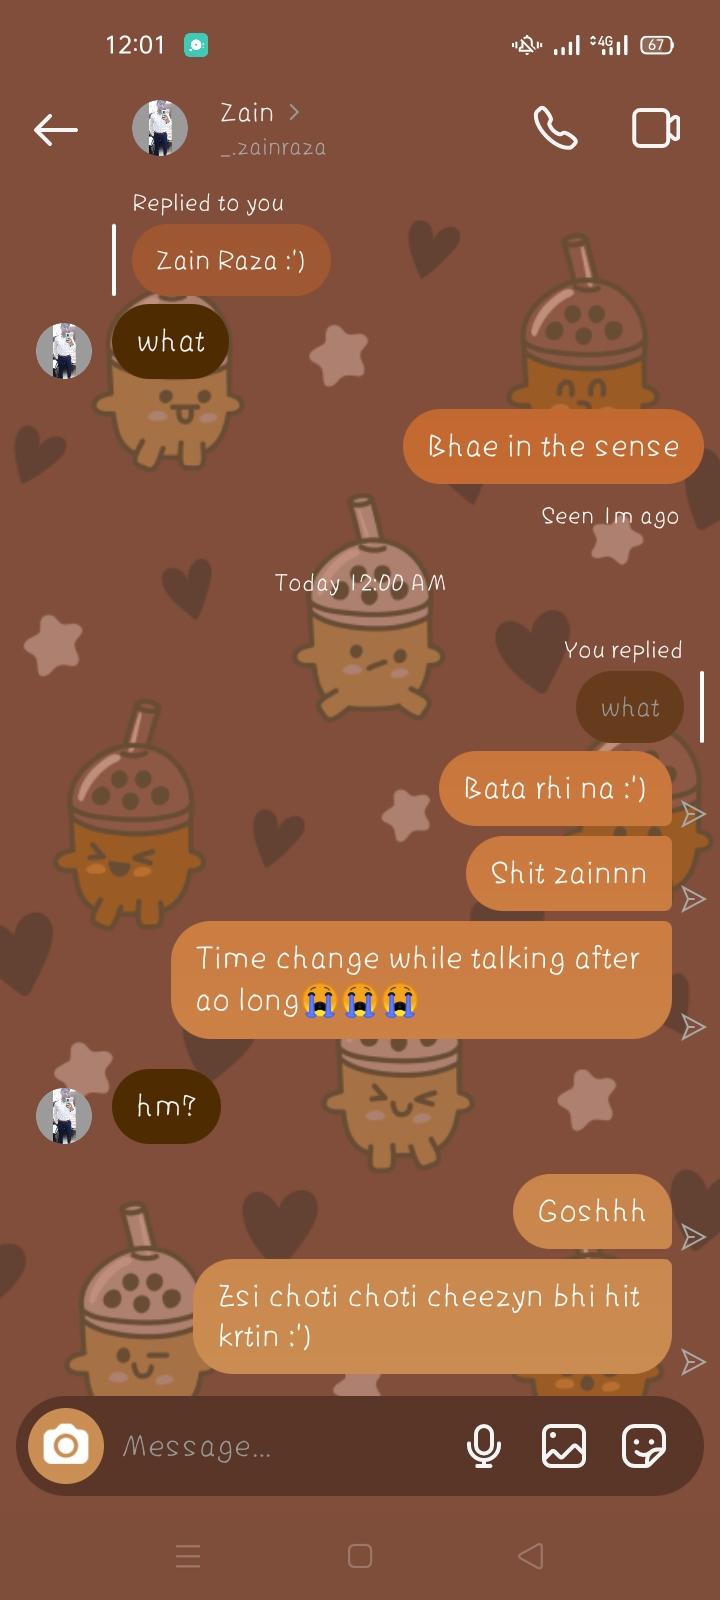 12:01
4G
67
Zain
_.zainraza
Replied to you
Zain Raza :')
what
Bhae in the sense
Seen 1m ago
Today 12:00 AM
You replied
what
Bata rhi na :')
Shit zainnn
Time change while talking after
ao long😭😭😭
hm?
Goshhh
Esi choti choti cheezyn bhi hit
krtin :')
Message...